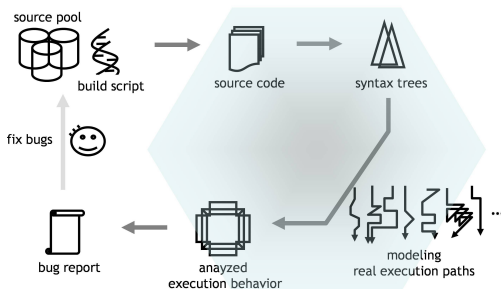 source pool
build script
source code
syntax trees
fix bugs
modeling
real execution paths
...
anayzed
execution behavior
bug report